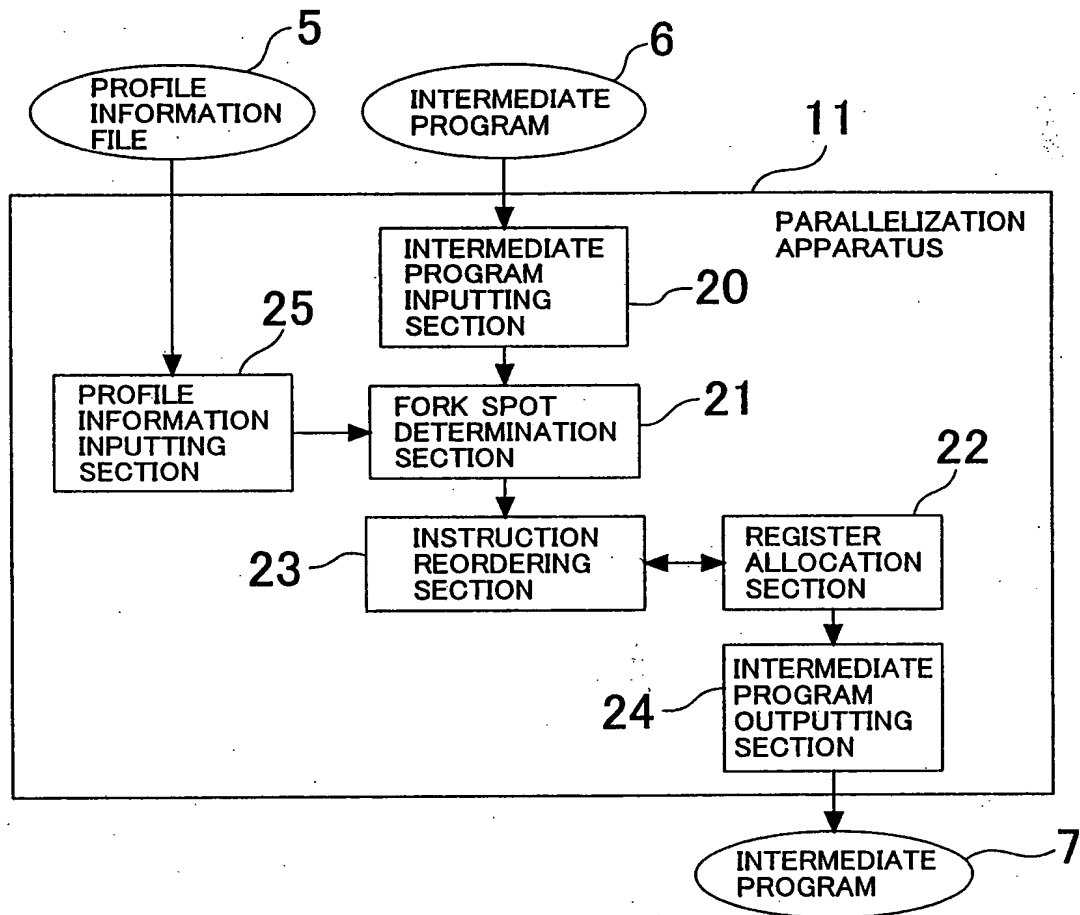 5
6
PROFILE
INFORMATION
FILE
INTERMEDIATE
PROGRAM
11
PARALLELIZATION
APPARATUS
INTERMEDIATE
PROGRAM
INPUTTING
SECTION
20
25
PROFILE
INFORMATION
INPUTTING
SECTION
FORK SPOT
DETERMINATION
SECTION
21
22
23
INSTRUCTION
REORDERING
SECTION
REGISTER
ALLOCATION
SECTION
24
INTERMEDIATE
PROGRAM
OUTPUTTING
SECTION
7
INTERMEDIATE
PROGRAM